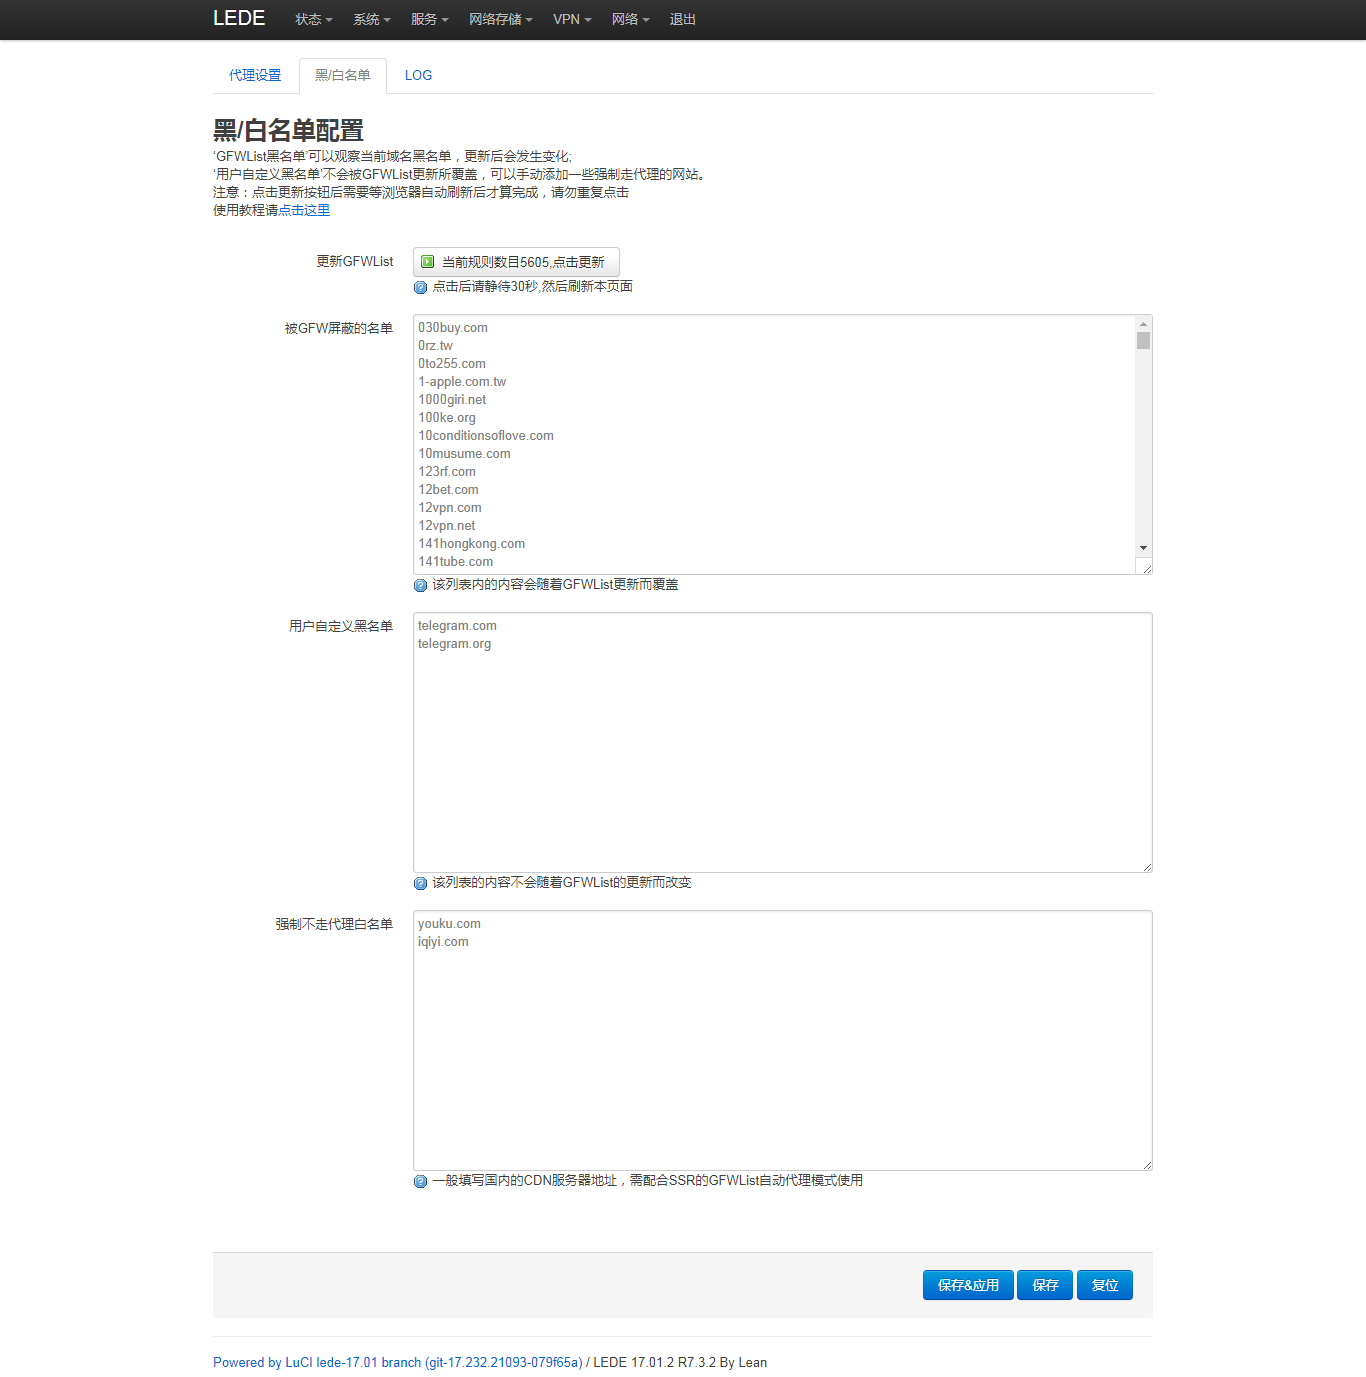 LEDE 状态 系统 服务 网络存储 VPN 网络 退出
代理设置 黑/白名单 LOG
黑/白名单配置
‘GFWList黑名单’可以观察当前域名黑名单，更新后会发生变化;
‘用户自定义黑名单’不会被GFWList更新所覆盖，可以手动添加一些强制走代理的网站。
注意：点击更新按钮后需要等浏览器自动刷新后才算完成，请勿重复点击
使用教程请点击这里
更新GFWList 当前规则数目5605,点击更新
点击后请静待30秒,然后刷新本页面
被GFW屏蔽的名单
030buy.com
0rz.tw
0to255.com
1-apple.com.tw
1000giri.net
100ke.org
10conditionsoflove.com
10musume.com
123rf.com
12bet.com
12vpn.com
12vpn.net
141hongkong.com
141tube.com
该列表内的内容会随着GFWList更新而覆盖
用户自定义黑名单
telegram.com
telegram.org
该列表的内容不会随着GFWList的更新而改变
强制不走代理白名单
youku.com
iqiyi.com
一般填写国内的CDN服务器地址，需配合SSR的GFWList自动代理模式使用
保存&应用 保存 复位
Powered by LuCI lede-17.01 branch (git-17.232.21093-079f65a) / LEDE 17.01.2 R7.3.2 By Lean